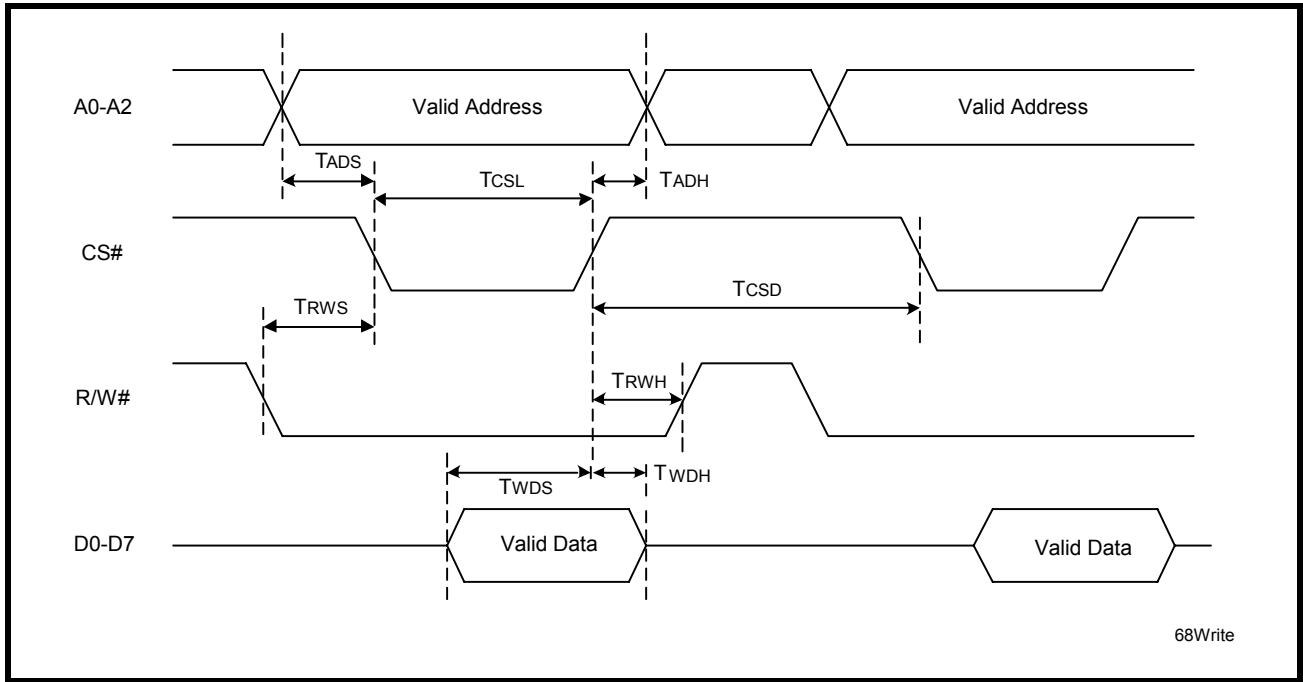 A0-A2
Valid Address
Valid Address
TADS
TCSL
TADH
CS#
TCSD
TRWS
R/W#
TRWH
TWDS
TWDH
D0-D7
Valid Data
Valid Data
68Write